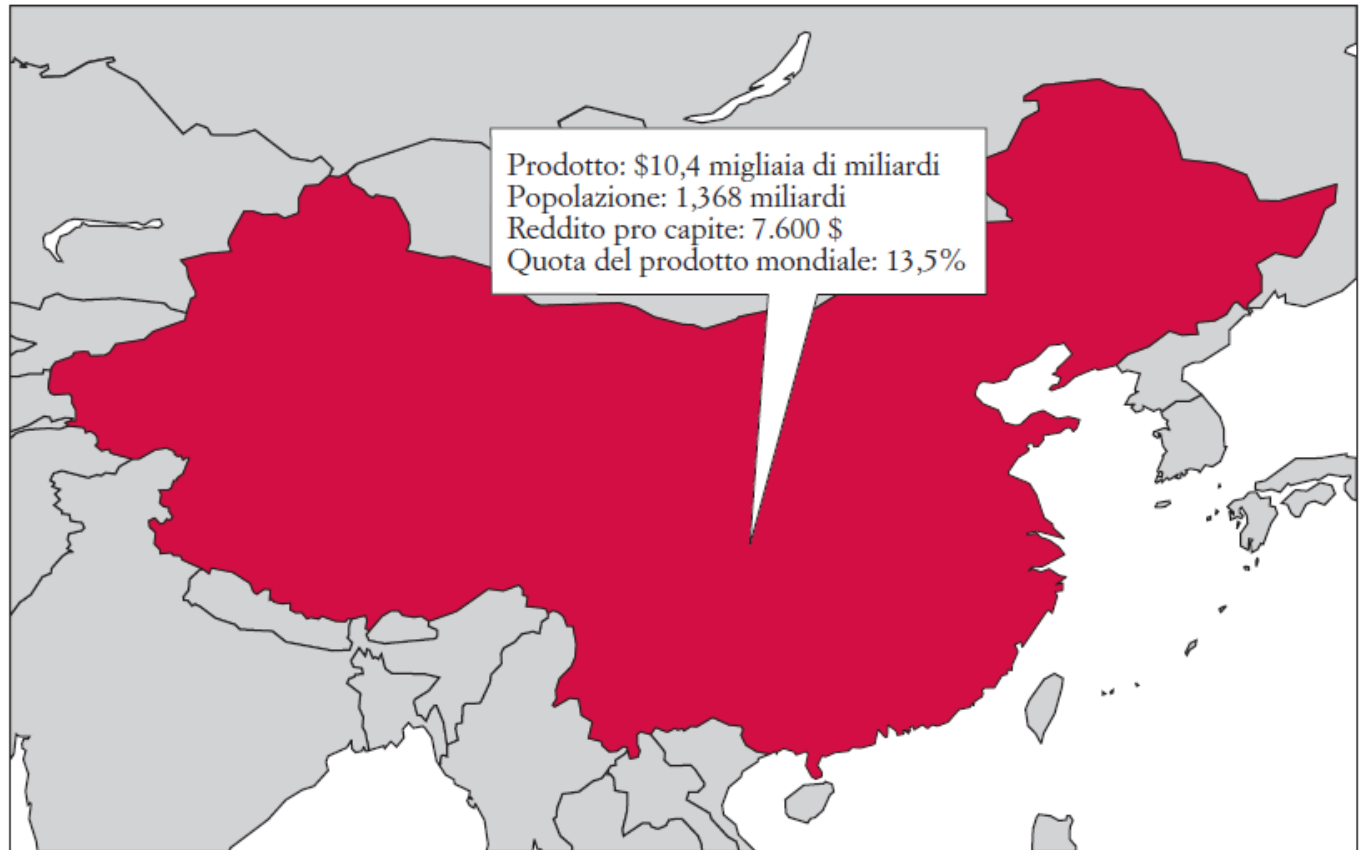 Prodotto: $10,4 migliaia di miliardi
Popolazione: 1,368 miliardi
Reddito pro capite: 7.600 $
Quota del prodotto mondiale: 13,5%